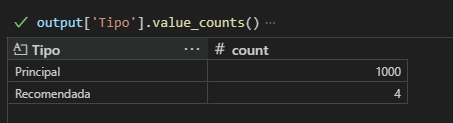 output['Tipo'].value_counts() ...
Tipo ... # count
Principal 1000
Recomendada 4